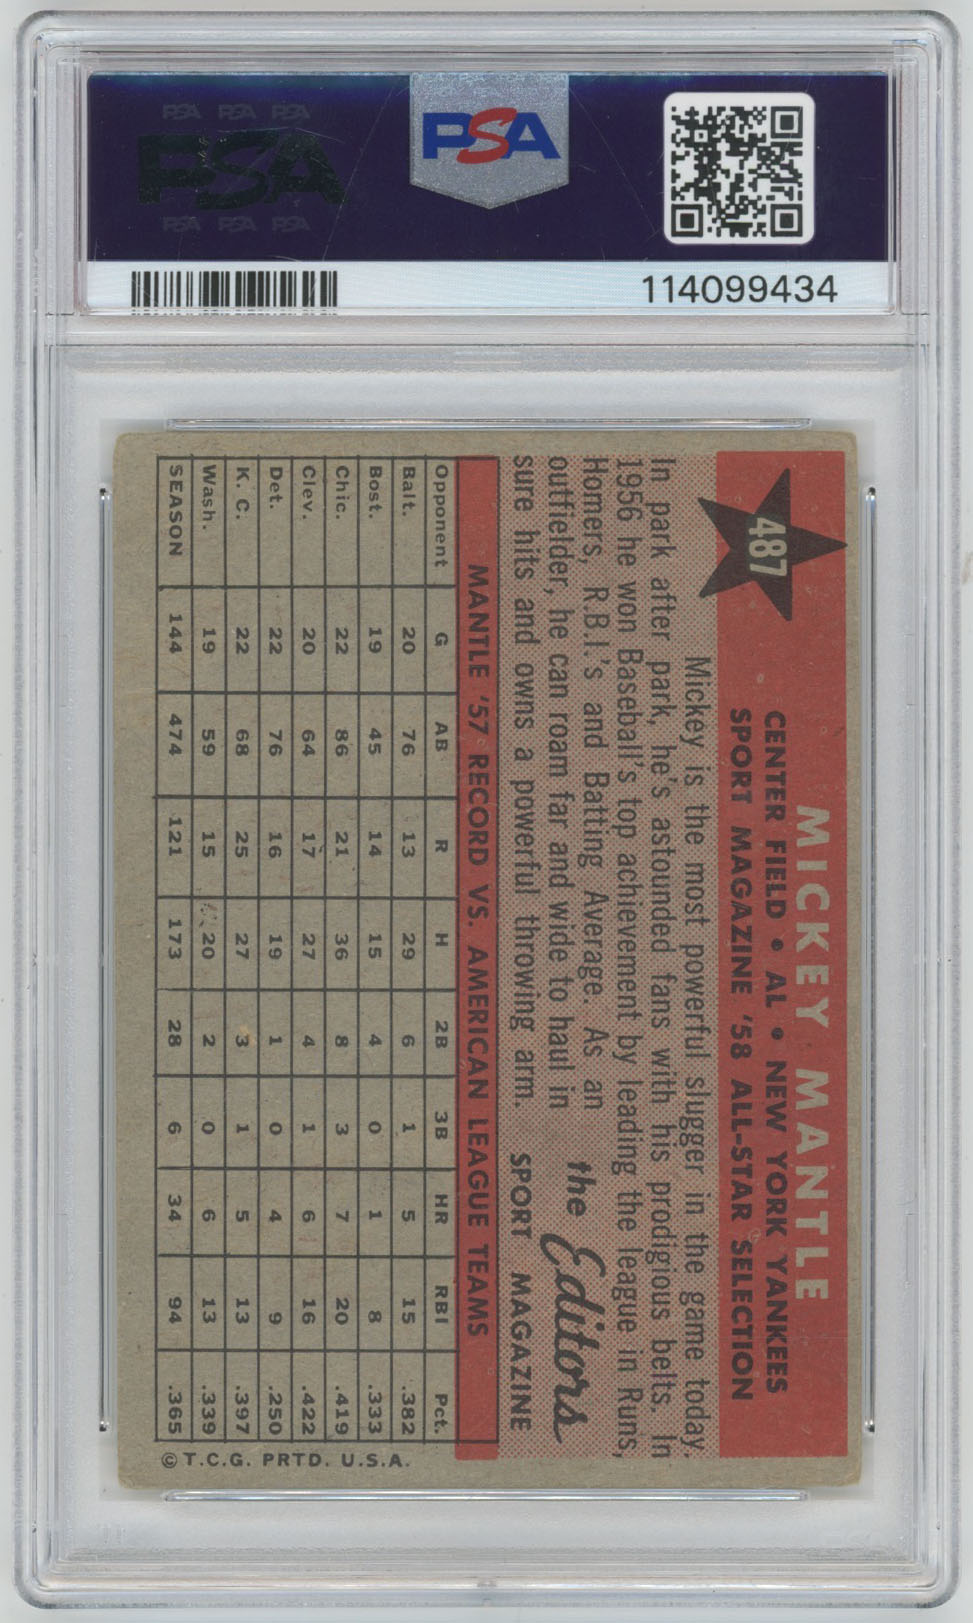 PSA PSA PSA
PSA
PSA PSA PSA
PSA
114099434
487
MICKEY MANTLE
CENTER FIELD • AL • NEW YORK YANKEES
SPORT MAGAZINE '58 ALL-STAR SELECTION
Mickey is the most powerful slugger in the game today.
In park after park, he's astounded fans with his prodigious belts. In
1956 he won Baseball's top achievement by leading the league in Runs,
Homers, R.B.I.'s and Batting Average. As an
outfielder, he can roam far and wide to haul in
sure hits and owns a powerful throwing arm.
the Editors
SPORT MAGAZINE
MANTLE '57 RECORD VS. AMERICAN LEAGUE TEAMS
Opponent G AB R H 2B 3B HR RBI Pct.
Balt. 20 76 13 29 6 1 5 15 .382
Bost. 19 45 14 15 4 0 1 8 .333
Chic. 22 86 21 36 8 3 7 20 .419
Clev. 20 64 17 27 4 1 6 16 .422
Det. 22 76 16 19 1 0 4 9 .250
K. C. 22 68 25 27 3 1 5 13 .397
Wash. 19 59 15 20 2 0 6 13 .339
SEASON 144 474 121 173 28 6 34 94 .365
© T.C.G. PRTD. U.S.A.